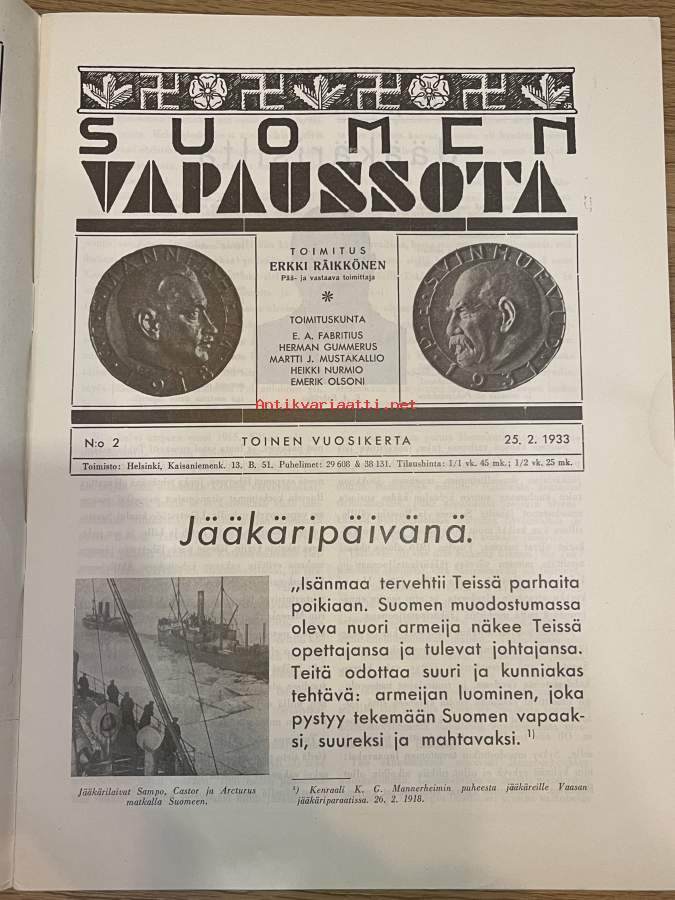 SUOMEN
VAPAUSSOTA
MANNERHEIM
1918
TOIMITUS
ERKKI RÄIKKÖNEN
Pää- ja vastaava toimittaja
TOIMITUSKUNTA
E. A. FABRITIUS
HERMAN GUMMERUS
MARTTI J. MUSTAKALLIO
HEIKKI NURMIO
EMERIK OLSONI
P. E. SVINHUFVUD
1931
Antikvariaatti.net
N:o 2 TOINEN VUOSIKERTA 25. 2. 1933
Toimisto: Helsinki, Kaisaniemenk. 13. B. 51. Puhelimet: 29 608 & 38 131. Tilaushinta: 1/1 vk. 45 mk.; 1/2 vk. 25 mk.
Jääkäripäivänä.
„Isänmaa tervehtii Teissä parhaita
poikiaan. Suomen muodostumassa
oleva nuori armeija näkee Teissä
opettajansa ja tulevat johtajansa.
Teitä odottaa suuri ja kunniakas
tehtävä: armeijan luominen, joka
pystyy tekemään Suomen vapaak-
si, suureksi ja mahtavaksi. ¹)
Jääkärilaivat Sampo, Castor ja Arcturus
matkalla Suomeen.
¹) Kenraali K. G. Mannerheimin puheesta jääkäreille Vaasan
jääkäriparaatissa. 26. 2. 1918.